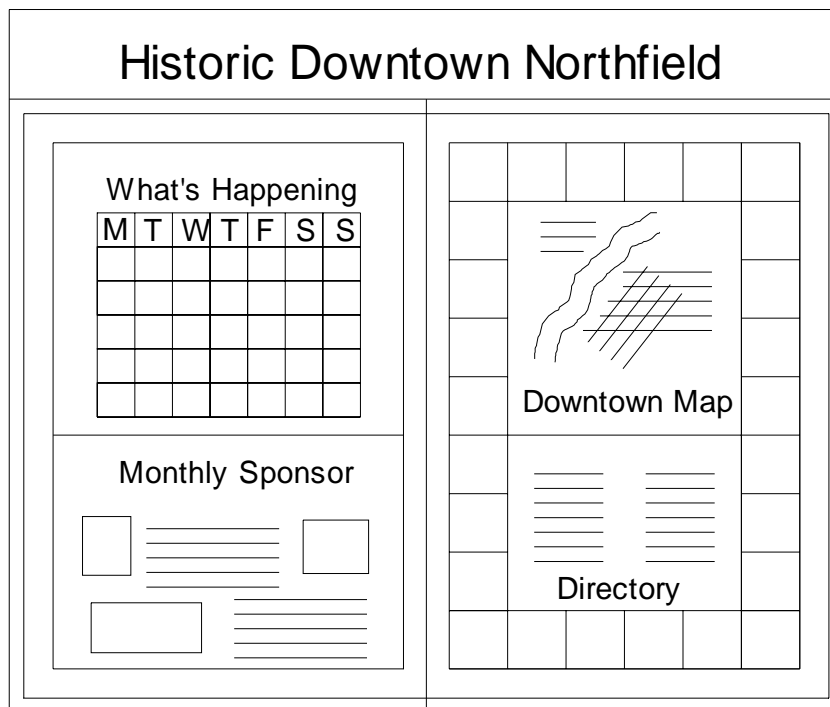 Historic Downtown Northfield
What's Happening
M T W T F S S
Monthly Sponsor
Downtown Map
Directory